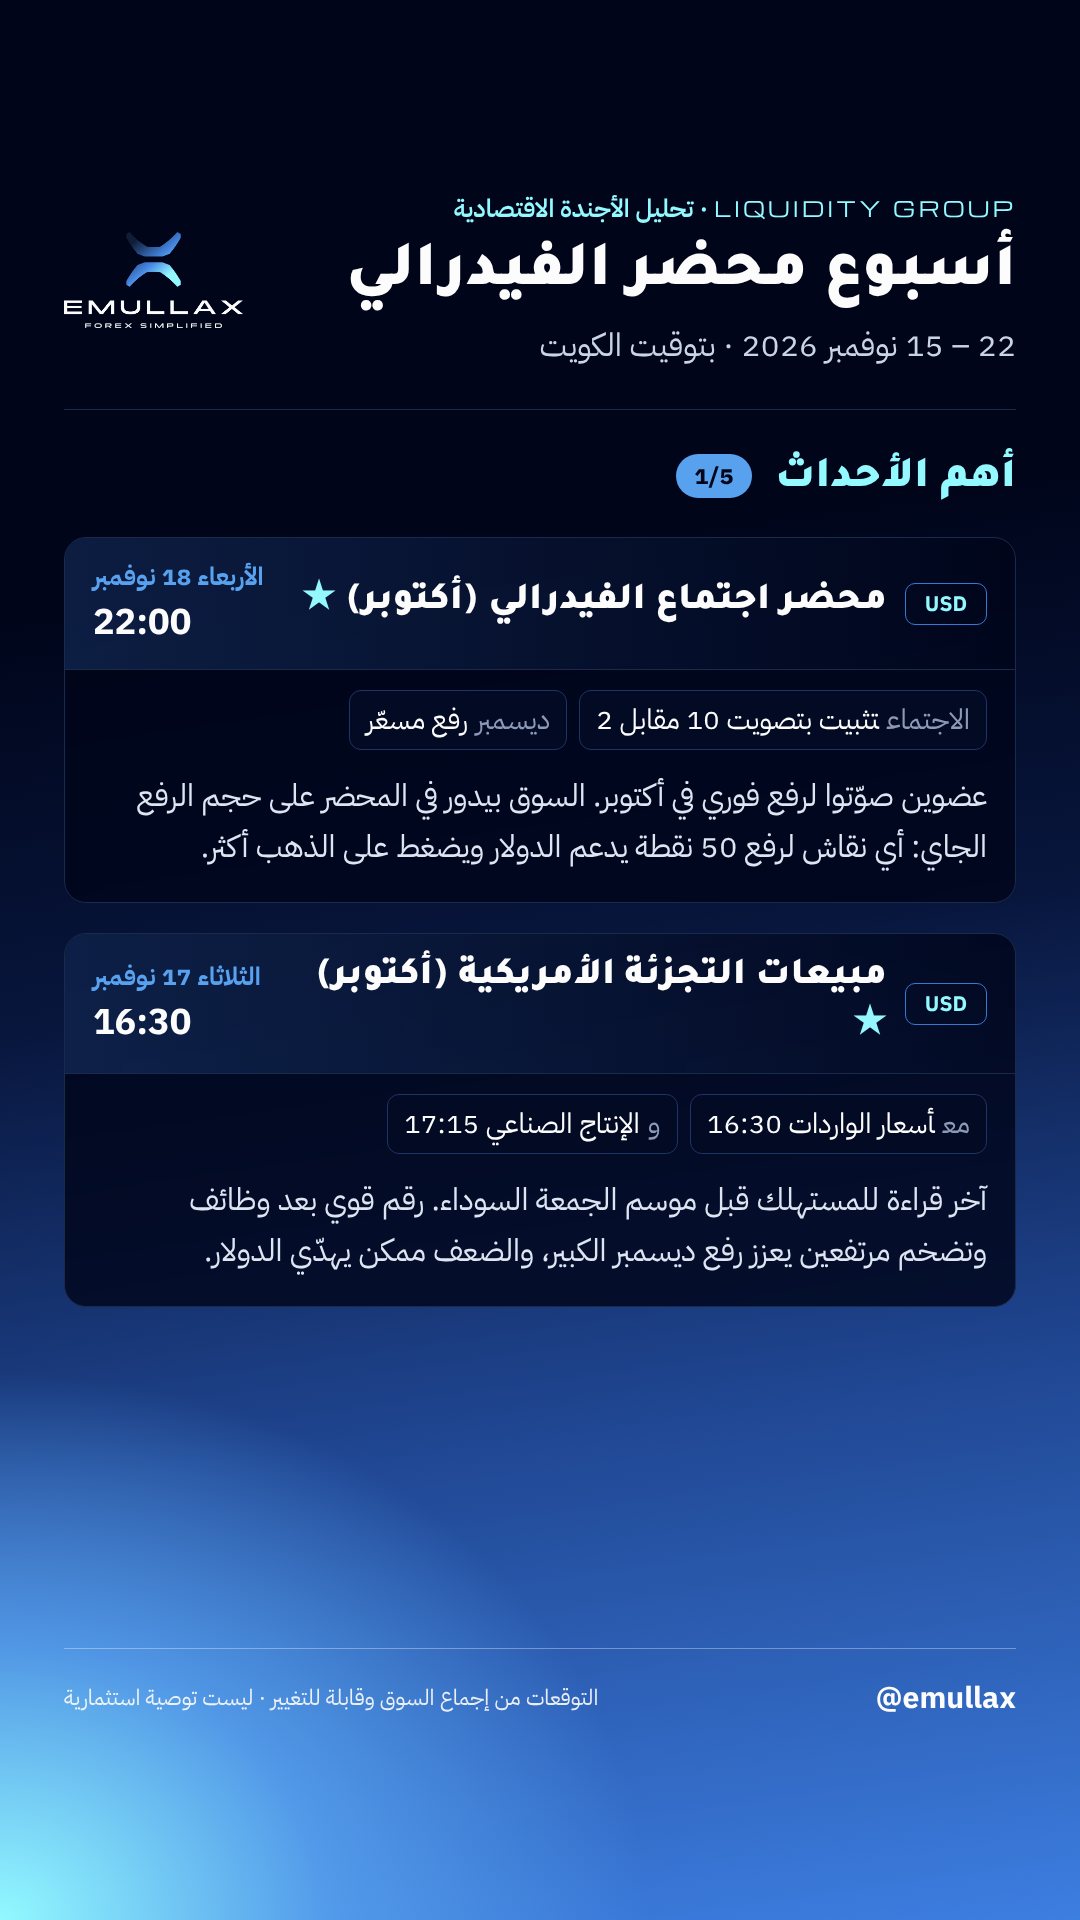 LIQUIDITY GROUP · تحليل الأجندة الاقتصادية
أسبوع محضر الفيدرالي
22 – 15 نوفمبر 2026 · بتوقيت الكويت
EMULLAX
FOREX SIMPLIFIED
أهم الأحداث 1/5
USD
محضر اجتماع الفيدرالي (أكتوبر) ★
الأربعاء 18 نوفمبر
22:00
الاجتماع تثبيت بتصويت 10 مقابل 2
ديسمبر رفع مسعّر
عضوين صوّتوا لرفع فوري في أكتوبر. السوق بيدور في المحضر على حجم الرفع
الجاي: أي نقاش لرفع 50 نقطة يدعم الدولار ويضغط على الذهب أكثر.
USD
مبيعات التجزئة الأمريكية (أكتوبر)
★
الثلاثاء 17 نوفمبر
16:30
مع أسعار الواردات 16:30
و الإنتاج الصناعي 17:15
آخر قراءة للمستهلك قبل موسم الجمعة السوداء. رقم قوي بعد وظائف
وتضخم مرتفعين يعزز رفع ديسمبر الكبير، والضعف ممكن يهدّي الدولار.
@emullax
التوقعات من إجماع السوق وقابلة للتغيير · ليست توصية استثمارية